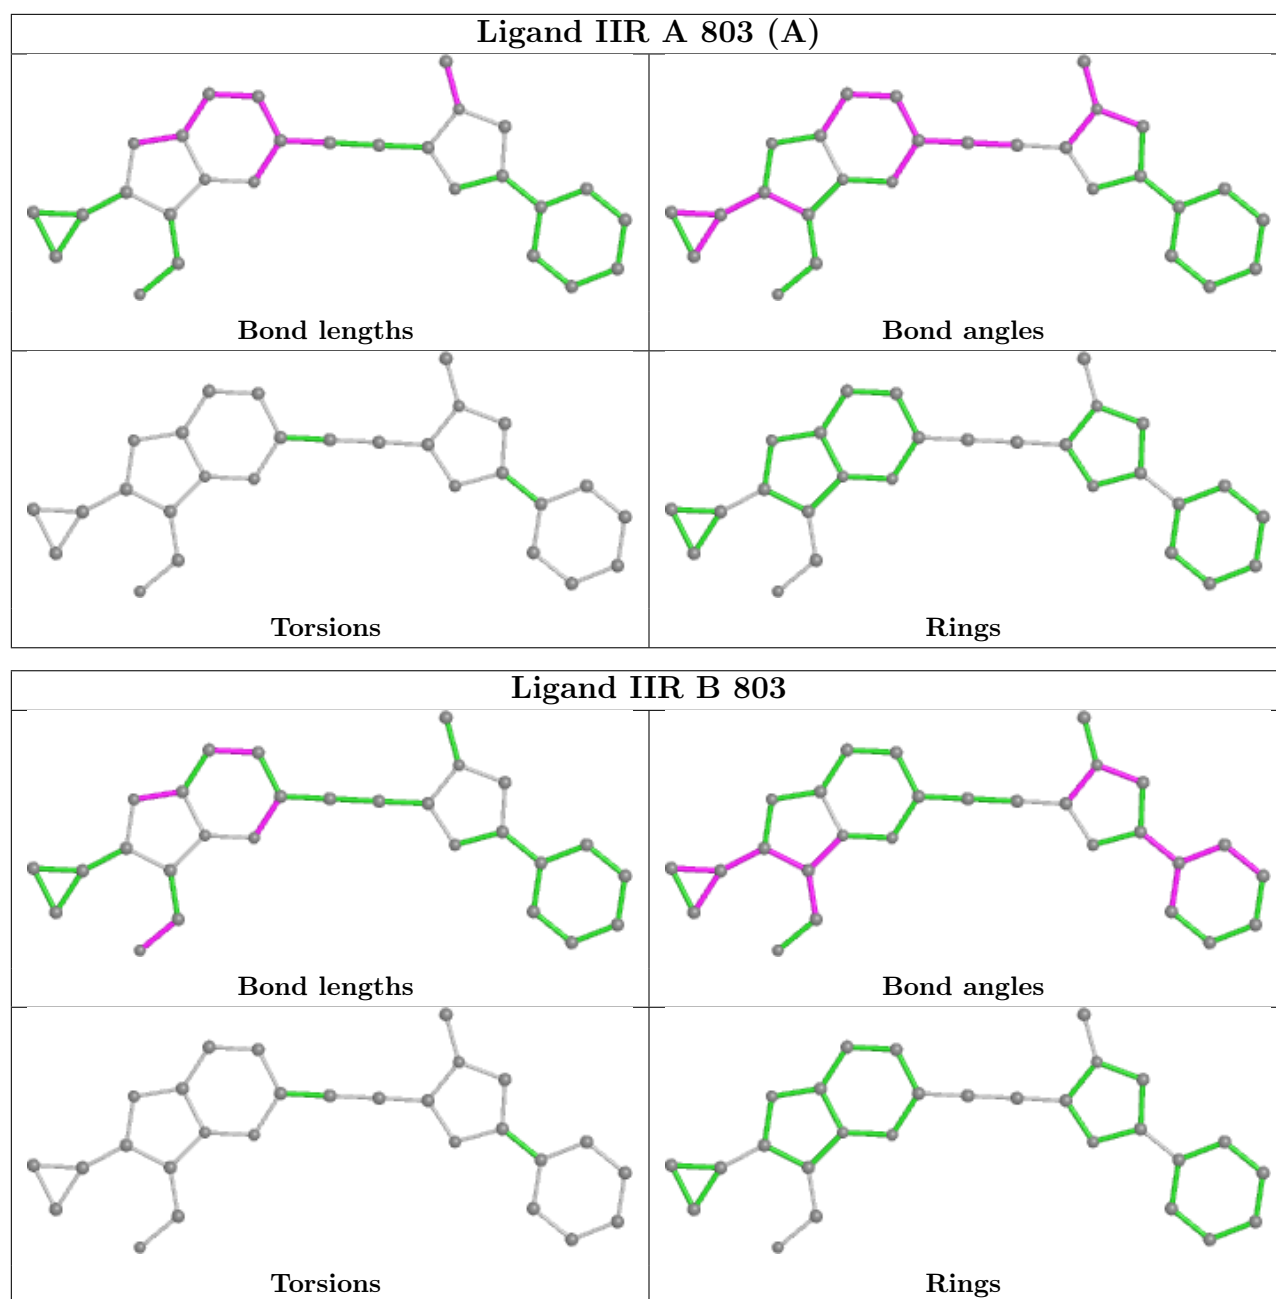 Ligand IIR A 803 (A)
Bond lengths
Bond angles
Torsions
Rings
Ligand IIR B 803
Bond lengths
Bond angles
Torsions
Rings